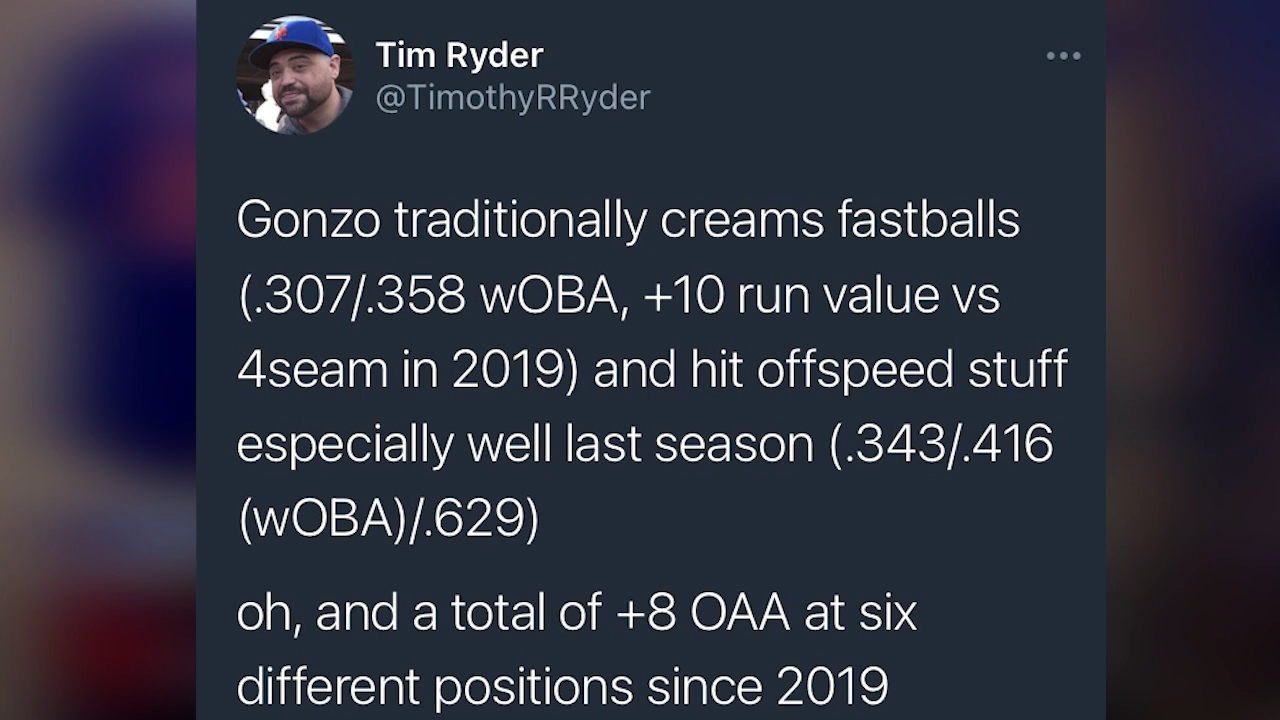 Tim Ryder
@TimothyRRyder
Gonzo traditionally creams fastballs
(.307/.358 wOBA, +10 run value vs
4seam in 2019) and hit offspeed stuff
especially well last season (.343/.416
(wOBA)/.629)
oh, and a total of +8 OAA at six
different positions since 2019